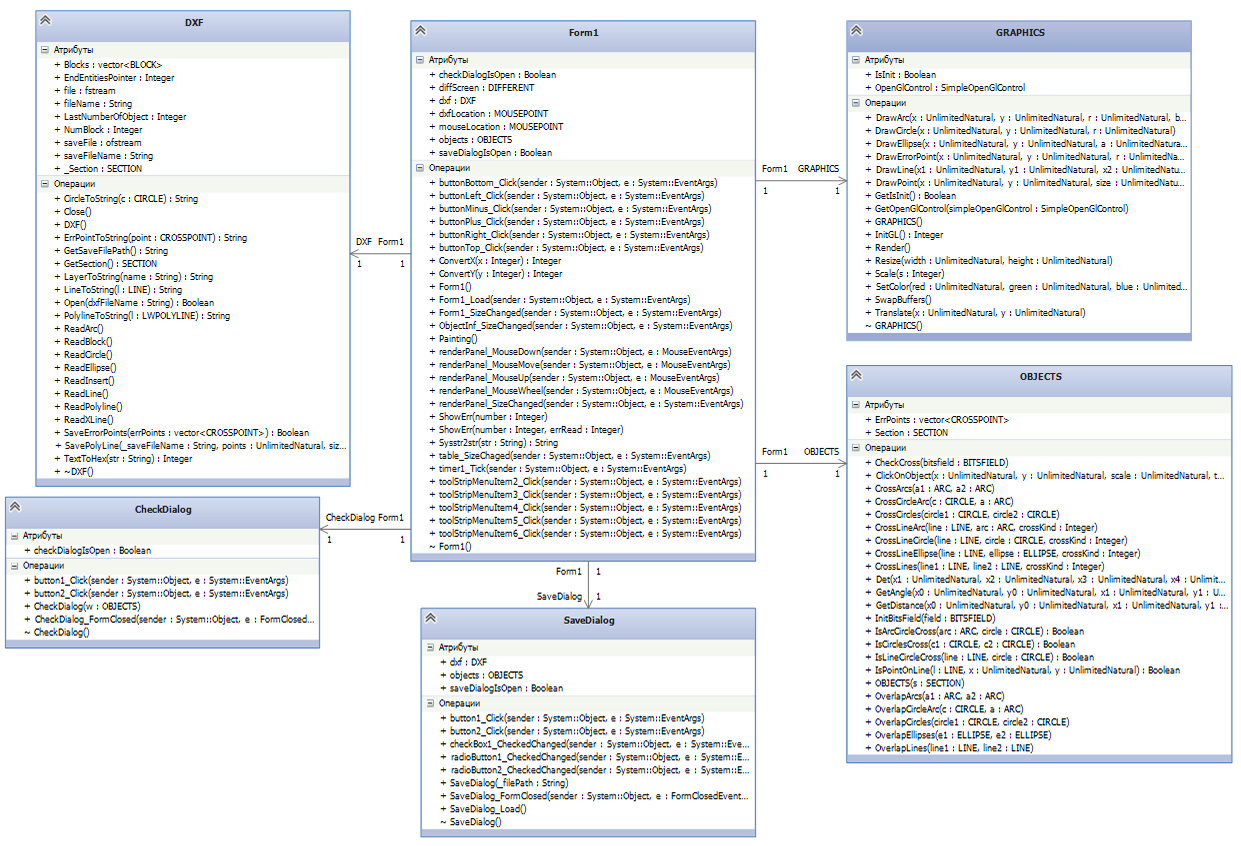 DXF
Атрибуты
+ Blocks : vector<BLOCK>
+ EndEntitiesPointer : Integer
+ file : fstream
+ fileName : String
+ LastNumberOfObject : Integer
+ NumBlock : Integer
+ saveFile : ofstream
+ saveFileName : String
+ _Section : SECTION
Операции
+ CircleToString(c : CIRCLE) : String
+ Close()
+ DXF()
+ ErrPointToString(point : CROSSPOINT) : String
+ GetSaveFilePath() : String
+ GetSection() : SECTION
+ LayerToString(name : String) : String
+ LineToString(l : LINE) : String
+ Open(dxfFileName : String) : Boolean
+ PolylineToString(l : LWPOLYLINE) : String
+ ReadArc()
+ ReadBlock()
+ ReadCircle()
+ ReadEllipse()
+ ReadInsert()
+ ReadLine()
+ ReadPolyline()
+ ReadXLine()
+ SaveErrorPoints(errPoints : vector<CROSSPOINT>) : Boolean
+ SavePolyLine(_saveFileName : String, points : UnlimitedNatural, siz...
+ TextToHex(str : String) : Integer
+ ~DXF()
DXF Form1
1 1
Form1
Атрибуты
+ checkDialogIsOpen : Boolean
+ diffScreen : DIFFERENT
+ dxf : DXF
+ dxfLocation : MOUSEPOINT
+ mouseLocation : MOUSEPOINT
+ objects : OBJECTS
+ saveDialogIsOpen : Boolean
Операции
+ buttonBottom_Click(sender : System::Object, e : System::EventArgs)
+ buttonLeft_Click(sender : System::Object, e : System::EventArgs)
+ buttonMinus_Click(sender : System::Object, e : System::EventArgs)
+ buttonPlus_Click(sender : System::Object, e : System::EventArgs)
+ buttonRight_Click(sender : System::Object, e : System::EventArgs)
+ buttonTop_Click(sender : System::Object, e : System::EventArgs)
+ ConvertX(x : Integer) : Integer
+ ConvertY(y : Integer) : Integer
+ Form1()
+ Form1_Load(sender : System::Object, e : System::EventArgs)
+ Form1_SizeChanged(sender : System::Object, e : System::EventArgs)
+ ObjectInf_SizeChanged(sender : System::Object, e : System::EventArgs)
+ Painting()
+ renderPanel_MouseDown(sender : System::Object, e : MouseEventArgs)
+ renderPanel_MouseMove(sender : System::Object, e : MouseEventArgs)
+ renderPanel_MouseUp(sender : System::Object, e : MouseEventArgs)
+ renderPanel_MouseWheel(sender : System::Object, e : MouseEventArgs)
+ renderPanel_SizeChanged(sender : System::Object, e : System::EventArgs)
+ ShowErr(number : Integer)
+ ShowErr(number : Integer, errRead : Integer)
+ Sysstr2str(str : String) : String
+ table_SizeChaged(sender : System::Object, e : System::EventArgs)
+ timer1_Tick(sender : System::Object, e : System::EventArgs)
+ toolStripMenuItem2_Click(sender : System::Object, e : System::EventArgs)
+ toolStripMenuItem3_Click(sender : System::Object, e : System::EventArgs)
+ toolStripMenuItem4_Click(sender : System::Object, e : System::EventArgs)
+ toolStripMenuItem5_Click(sender : System::Object, e : System::EventArgs)
+ toolStripMenuItem6_Click(sender : System::Object, e : System::EventArgs)
~ Form1()
Form1 GRAPHICS
1 1
GRAPHICS
Атрибуты
+ IsInit : Boolean
+ OpenGlControl : SimpleOpenGlControl
Операции
+ DrawArc(x : UnlimitedNatural, y : UnlimitedNatural, r : UnlimitedNatural, b...
+ DrawCircle(x : UnlimitedNatural, y : UnlimitedNatural, r : UnlimitedNatural)
+ DrawEllipse(x : UnlimitedNatural, y : UnlimitedNatural, a : UnlimitedNatura...
+ DrawErrorPoint(x : UnlimitedNatural, y : UnlimitedNatural, r : UnlimitedNa...
+ DrawLine(x1 : UnlimitedNatural, y1 : UnlimitedNatural, x2 : UnlimitedNatu...
+ DrawPoint(x : UnlimitedNatural, y : UnlimitedNatural, size : UnlimitedNatu...
+ GetIsInit() : Boolean
+ GetOpenGlControl(simpleOpenGlControl : SimpleOpenGlControl)
+ GRAPHICS()
+ InitGL() : Integer
+ Render()
+ Resize(width : UnlimitedNatural, height : UnlimitedNatural)
+ Scale(s : Integer)
+ SetColor(red : UnlimitedNatural, green : UnlimitedNatural, blue : Unlimited...
+ SwapBuffers()
+ Translate(x : UnlimitedNatural, y : UnlimitedNatural)
~ GRAPHICS()
Form1 OBJECTS
1 1
OBJECTS
Атрибуты
+ ErrPoints : vector<CROSSPOINT>
+ Section : SECTION
Операции
+ CheckCross(bitsfield : BITSFIELD)
+ ClickOnObject(x : UnlimitedNatural, y : UnlimitedNatural, scale : UnlimitedNatural, t...
+ CrossArcs(a1 : ARC, a2 : ARC)
+ CrossCircleArc(c : CIRCLE, a : ARC)
+ CrossCircles(circle1 : CIRCLE, circle2 : CIRCLE)
+ CrossLineArc(line : LINE, arc : ARC, crossKind : Integer)
+ CrossLineCircle(line : LINE, circle : CIRCLE, crossKind : Integer)
+ CrossLineEllipse(line : LINE, ellipse : ELLIPSE, crossKind : Integer)
+ CrossLines(line1 : LINE, line2 : LINE, crossKind : Integer)
+ Det(x1 : UnlimitedNatural, x2 : UnlimitedNatural, x3 : UnlimitedNatural, x4 : Unlimit...
+ GetAngle(x0 : UnlimitedNatural, y0 : UnlimitedNatural, x1 : UnlimitedNatural, y1 : U...
+ GetDistance(x0 : UnlimitedNatural, y0 : UnlimitedNatural, x1 : UnlimitedNatural, y1 :...
+ InitBitsField(field : BITSFIELD)
+ IsArcCircleCross(arc : ARC, circle : CIRCLE) : Boolean
+ IsCirclesCross(c1 : CIRCLE, c2 : CIRCLE) : Boolean
+ IsLineCircleCross(line : LINE, circle : CIRCLE) : Boolean
+ IsPointOnLine(l : LINE, x : UnlimitedNatural, y : UnlimitedNatural) : Boolean
+ OBJECTS(s : SECTION)
+ OverlapArcs(a1 : ARC, a2 : ARC)
+ OverlapCircleArc(c : CIRCLE, a : ARC)
+ OverlapCircles(circle1 : CIRCLE, circle2 : CIRCLE)
+ OverlapEllipses(e1 : ELLIPSE, e2 : ELLIPSE)
+ OverlapLines(line1 : LINE, line2 : LINE)
CheckDialog
Атрибуты
+ checkDialogIsOpen : Boolean
Операции
+ button1_Click(sender : System::Object, e : System::EventArgs)
+ button2_Click(sender : System::Object, e : System::EventArgs)
+ CheckDialog(w : OBJECTS)
+ CheckDialog_FormClosed(sender : System::Object, e : FormClosed...
~ CheckDialog()
CheckDialog Form1
1 1
Form1 1
SaveDialog 1
SaveDialog
Атрибуты
+ dxf : DXF
+ objects : OBJECTS
+ saveDialogIsOpen : Boolean
Операции
+ button1_Click(sender : System::Object, e : System::EventArgs)
+ button2_Click(sender : System::Object, e : System::EventArgs)
+ checkBox1_CheckedChanged(sender : System::Object, e : System::Eve...
+ radioButton1_CheckedChanged(sender : System::Object, e : System::E...
+ radioButton2_CheckedChanged(sender : System::Object, e : System::E...
+ SaveDialog(_filePath : String)
+ SaveDialog_FormClosed(sender : System::Object, e : FormClosedEvent...
+ SaveDialog_Load()
~ SaveDialog()